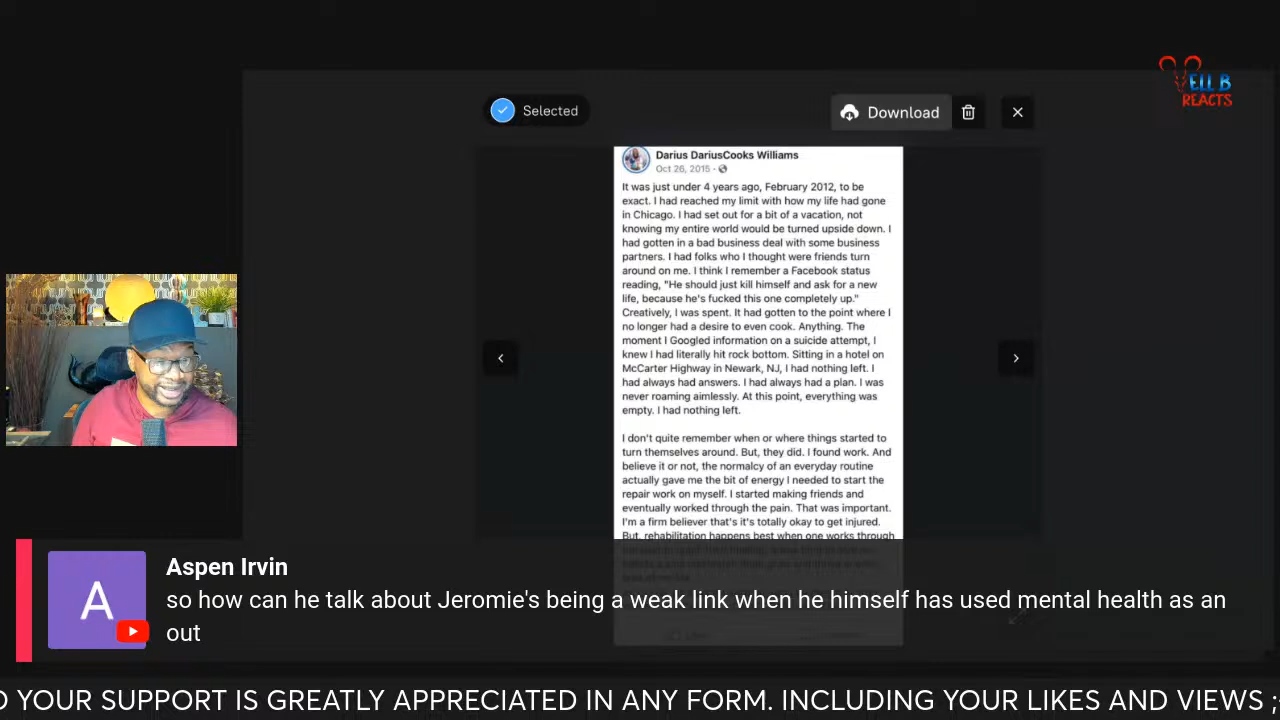 ELL B
REACTS
Selected
Download
Darius DariusCooks Williams
Oct 26, 2015
It was just under 4 years ago, February 2012, to be
exact. I had reached my limit with how my life had gone
in Chicago. I had set out for a bit of a vacation, not
knowing my entire world would be turned upside down. I
had gotten in a bad business deal with some business
partners. I had folks who I thought were friends turn
around on me. I think I remember a Facebook status
reading, "He should just kill himself and ask for a new
life, because he's fucked this one completely up."
Creatively, I was spent. It had gotten to the point where I
no longer had a desire to even cook. Anything. The
moment I Googled information on a suicide attempt, I
knew I had literally hit rock bottom. Sitting in a hotel on
McCarter Highway in Newark, NJ, I had nothing left. I
had always had answers. I had always had a plan. I was
never roaming aimlessly. At this point, everything was
empty. I had nothing left.
I don't quite remember when or where things started to
turn themselves around. But, they did. I found work. And
believe it or not, the normalcy of an everyday routine
actually gave me the bit of energy I needed to start the
repair work on myself. I started making friends and
eventually worked through the pain. That was important.
I'm a firm believer that's it's totally okay to get injured.
But, rehabilitation happens best when one works through
A
Aspen Irvin
so how can he talk about Jeromie's being a weak link when he himself has used mental health as an
out
YOUR SUPPORT IS GREATLY APPRECIATED IN ANY FORM. INCLUDING YOUR LIKES AND VIEWS ;